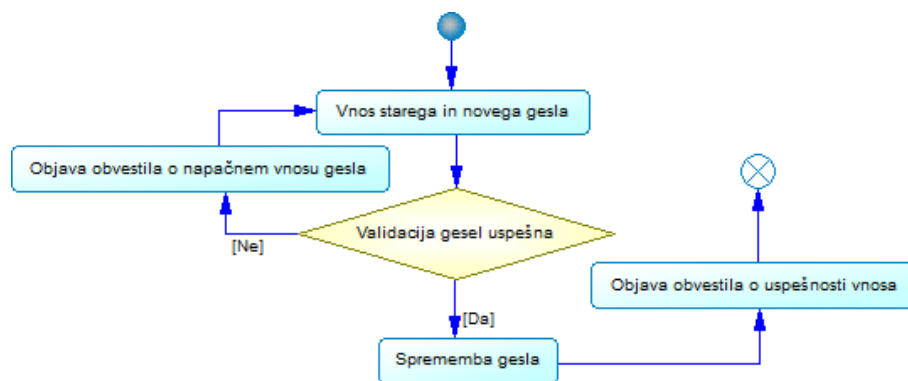 Vnos starega in novega gesla
Objava obvestila o napačnem vnosu gesla
Validacija gesel uspešna
[Ne]
Objava obvestila o uspešnosti vnosa
[Da]
Sprememba gesla